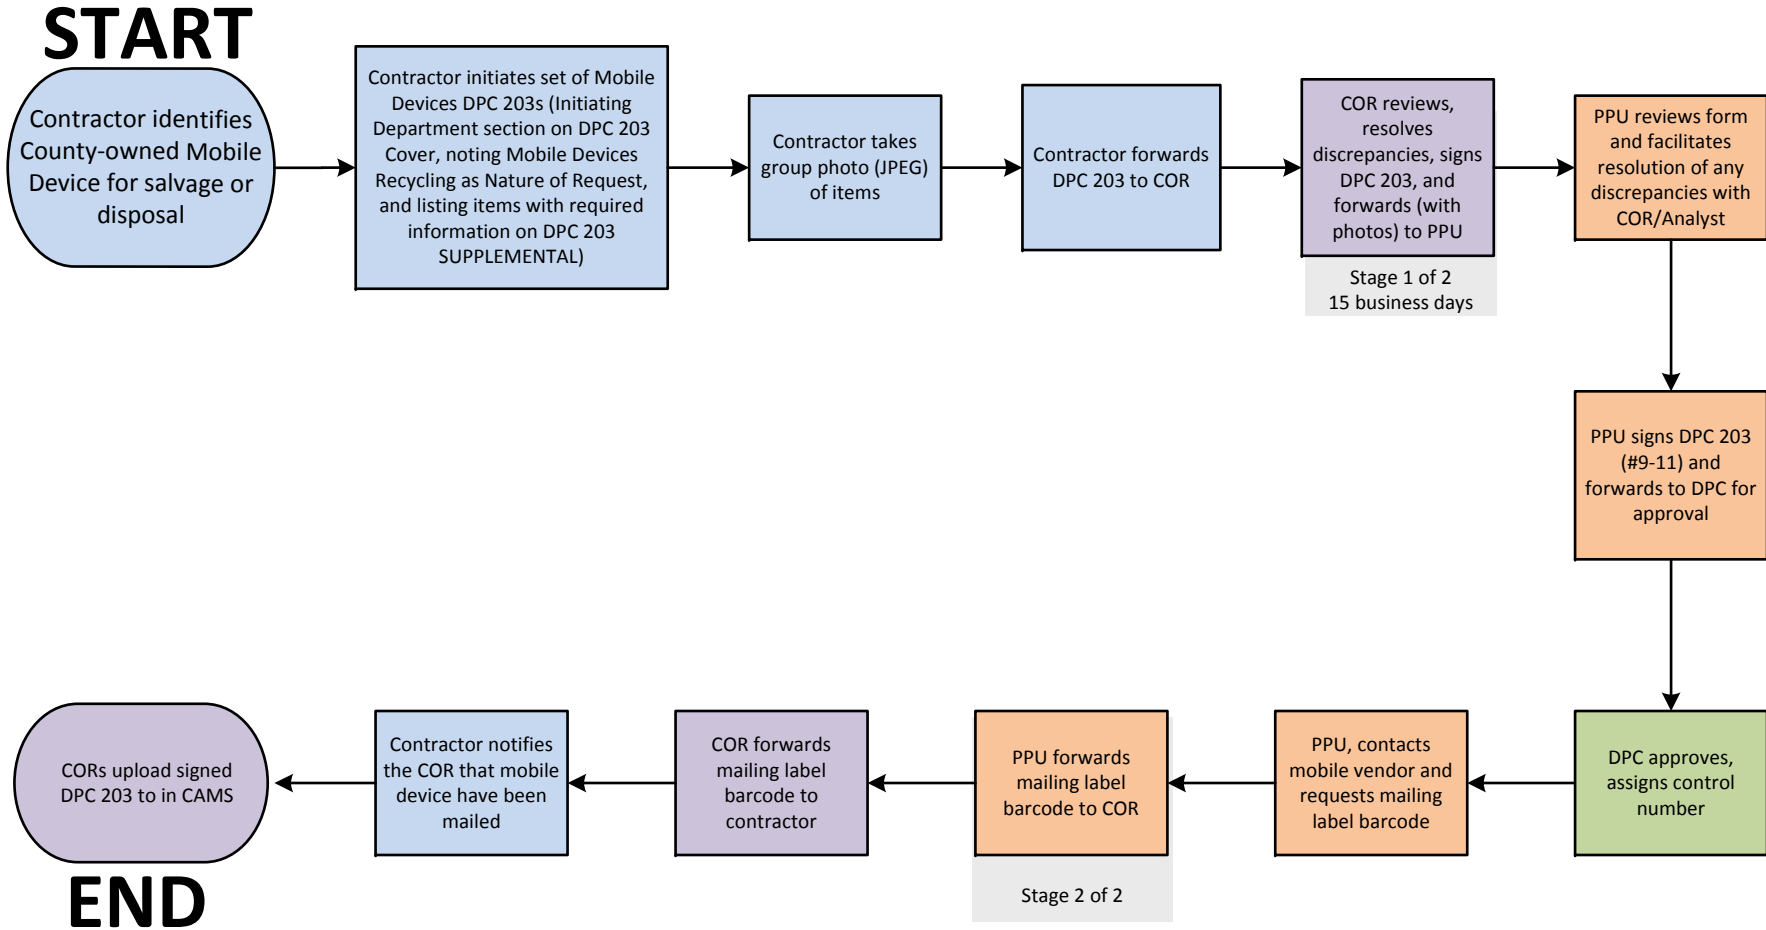 START
Contractor identifies
County-owned Mobile
Device for salvage or
disposal
Contractor initiates set of Mobile
Devices DPC 203s (Initiating
Department section on DPC 203
Cover, noting Mobile Devices
Recycling as Nature of Request,
and listing items with required
information on DPC 203
SUPPLEMENTAL)
Contractor takes
group photo (JPEG)
of items
Contractor forwards
DPC 203 to COR
COR reviews,
resolves
discrepancies, signs
DPC 203, and
forwards (with
photos) to PPU
Stage 1 of 2
15 business days
PPU reviews form
and facilitates
resolution of any
discrepancies with
COR/Analyst
PPU signs DPC 203
(#9-11) and
forwards to DPC for
approval
DPC approves,
assigns control
number
PPU, contacts
mobile vendor and
requests mailing
label barcode
PPU forwards
mailing label
barcode to COR
Stage 2 of 2
COR forwards
mailing label
barcode to
contractor
Contractor notifies
the COR that mobile
device have been
mailed
CORs upload signed
DPC 203 to in CAMS
END